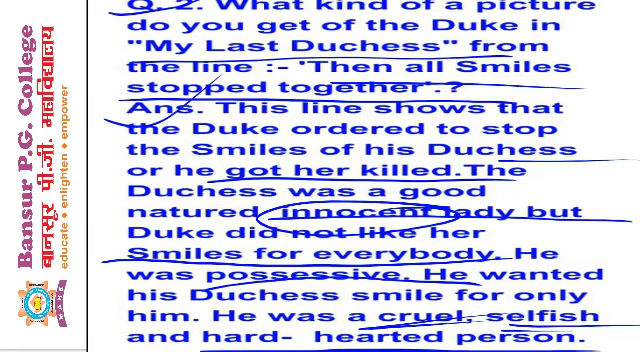 Q. 2. What kind of a picture
do you get of the Duke in
"My Last Duchess" from
the line :- 'Then all Smiles
stopped together'.?
Ans. This line shows that
the Duke ordered to stop
the Smiles of his Duchess
or he got her killed.The
Duchess was a good
natured innocent lady but
Duke did not like her
Smiles for everybody. He
was possessive. He wanted
his Duchess smile for only
him. He was a cruel, selfish
and hard- hearted person.
Bansur P.G. College
बानसूर पी.जी. महाविद्यालय
educate • enlighten • empower